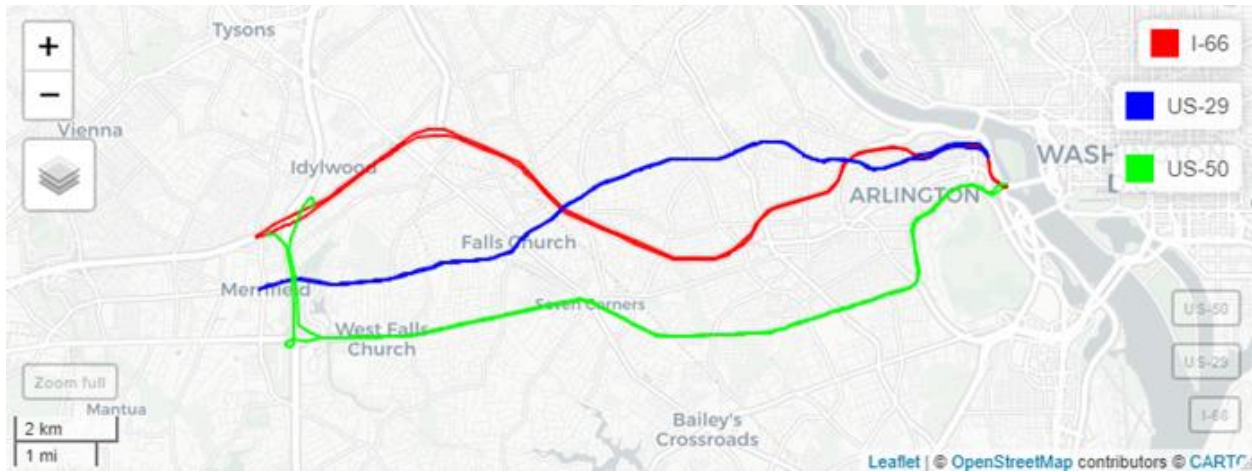 +
−
Tysons
Vienna
Idylwood
I-66
US-29
US-50
WASHINGTON
ARLINGTON
Falls Church
Merrifield
Seven Corners
West Falls
Church
US-50
US-29
I-66
Zoom full
Mantua
2 km
1 mi
Bailey's
Crossroads
Leaflet | © OpenStreetMap contributors © CARTO